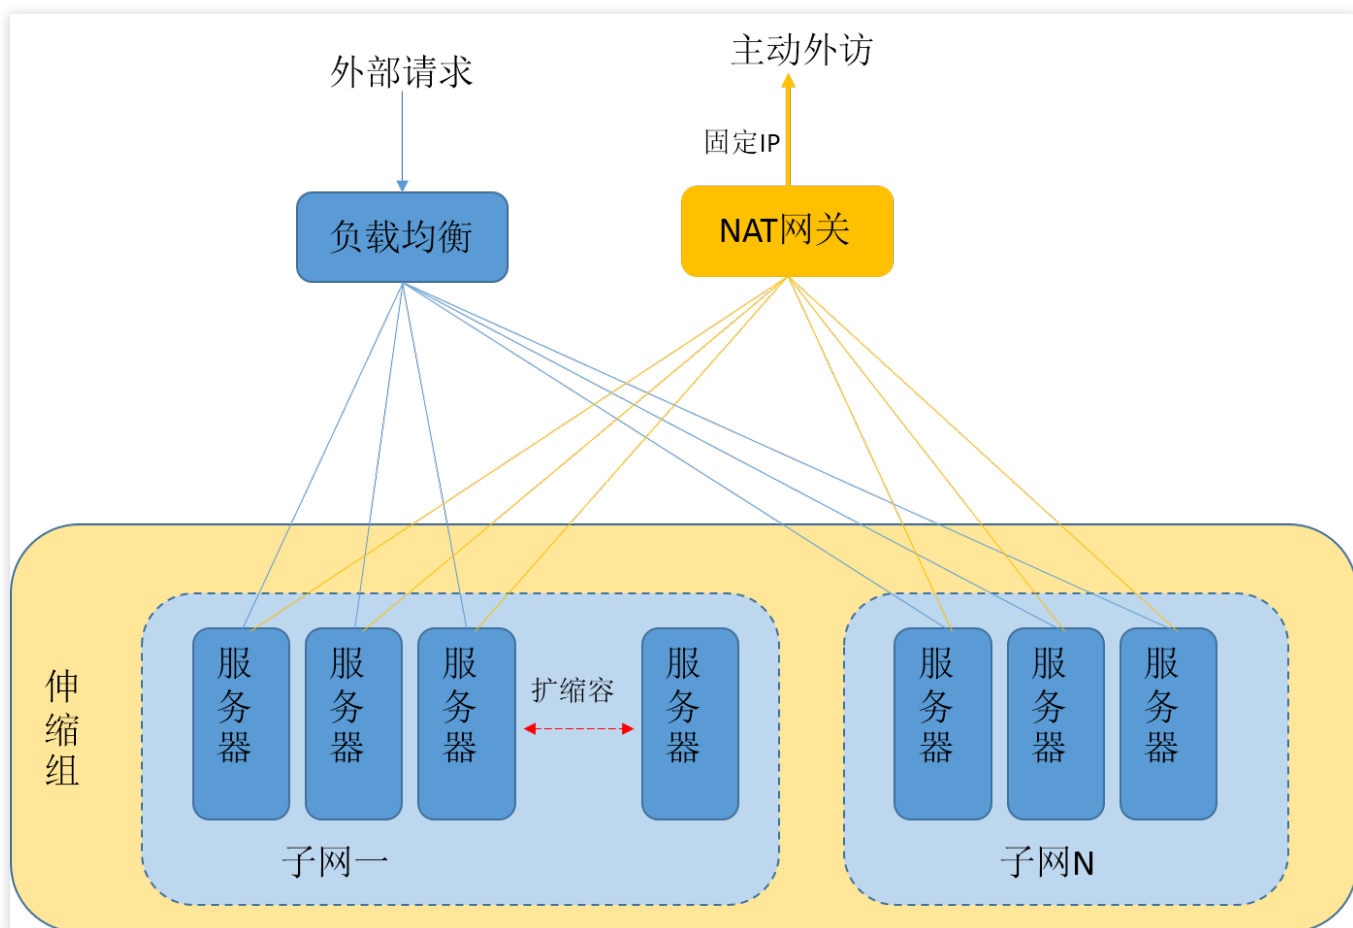 外部请求
主动外访
固定IP
负载均衡
NAT网关
伸缩组
服务器
服务器
服务器
扩缩容
服务器
服务器
服务器
服务器
子网一
子网N